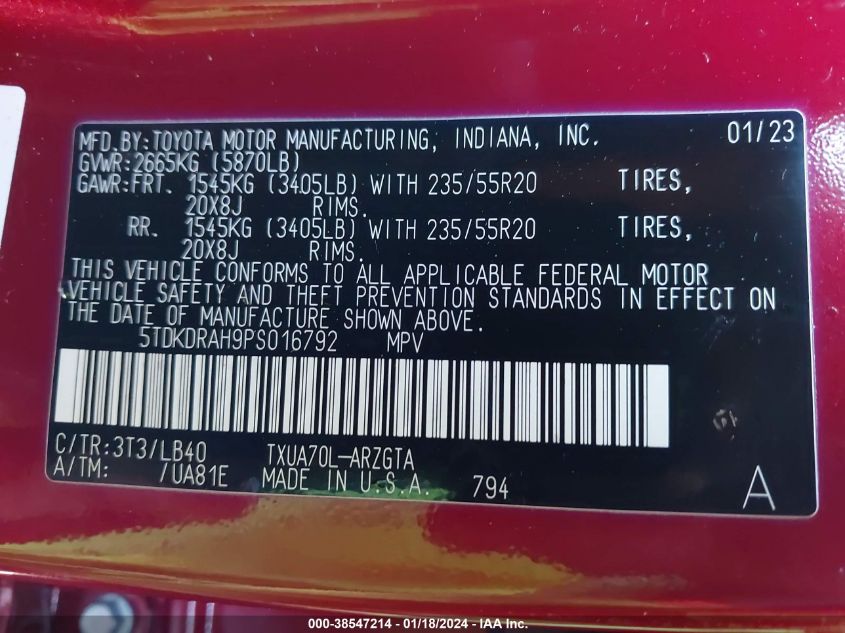 MFD.BY:TOYOTA MOTOR MANUFACTURING, INDIANA, INC. 01/23
GVWR:2665KG (5870LB)
GAWR:FRT. 1545KG (3405LB) WITH 235/55R20 TIRES,
20X8J RIMS.
RR. 1545KG (3405LB) WITH 235/55R20 TIRES,
20X8J RIMS.
THIS VEHICLE CONFORMS TO ALL APPLICABLE FEDERAL MOTOR
VEHICLE SAFETY AND THEFT PREVENTION STANDARDS IN EFFECT ON
THE DATE OF MANUFACTURE SHOWN ABOVE.
5TDKDRAH9PS016792 MPV
C/TR:3T3/LB40 TXUA70L-ARZGTA
A/TM: /UA81E MADE IN U.S.A. 794 A
000-38547214 - 01/18/2024 - IAA Inc.